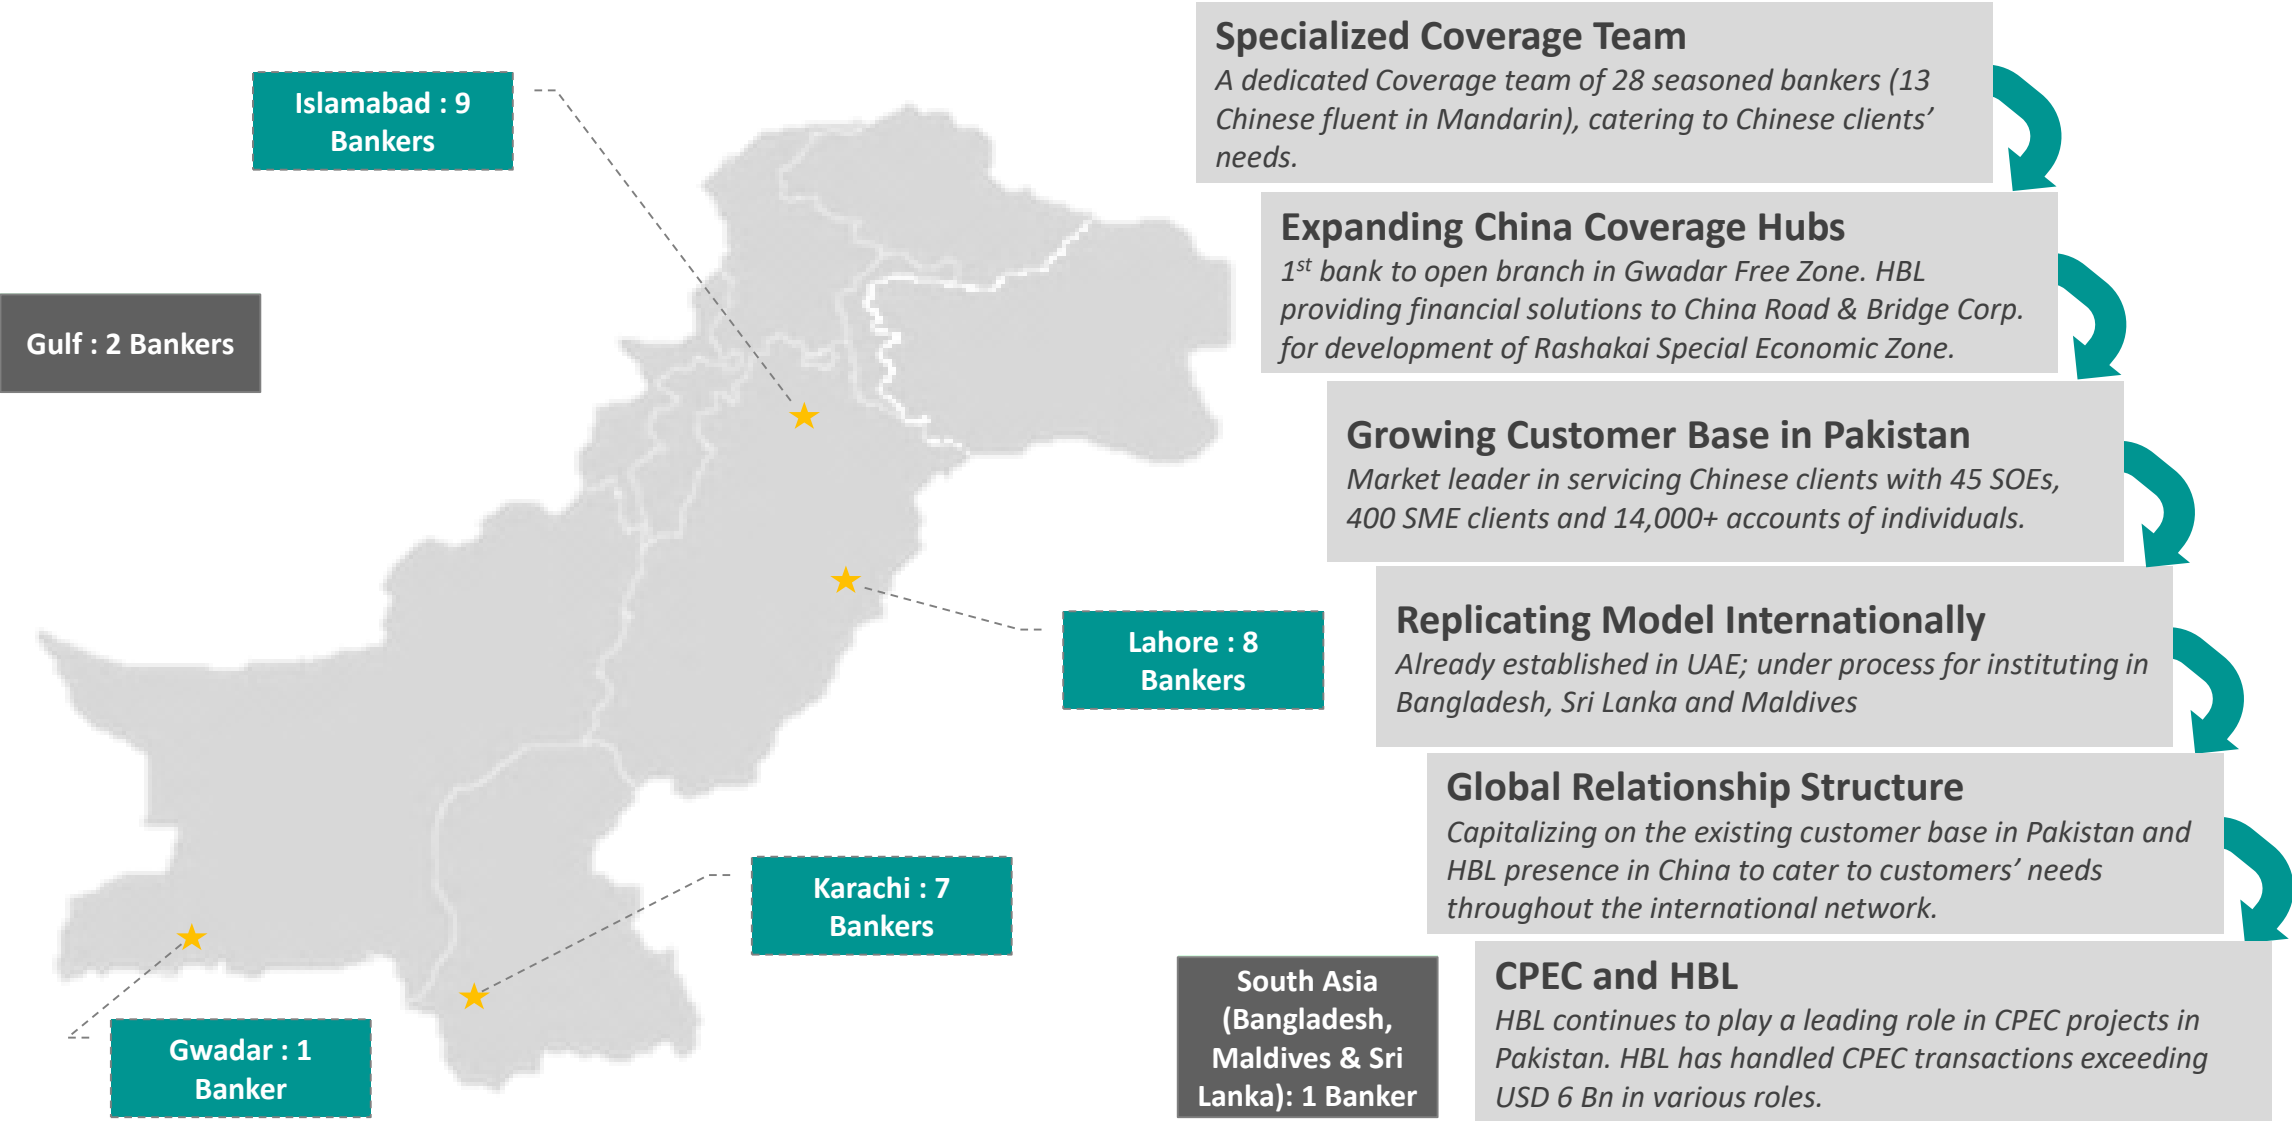 Islamabad : 9
Bankers
Gulf : 2 Bankers
Lahore : 8
Bankers
Karachi : 7
Bankers
Gwadar : 1
Banker
South Asia
(Bangladesh,
Maldives & Sri
Lanka): 1 Banker
Specialized Coverage Team
A dedicated Coverage team of 28 seasoned bankers (13
Chinese fluent in Mandarin), catering to Chinese clients’
needs.
Expanding China Coverage Hubs
1st bank to open branch in Gwadar Free Zone. HBL
providing financial solutions to China Road & Bridge Corp.
for development of Rashakai Special Economic Zone.
Growing Customer Base in Pakistan
Market leader in servicing Chinese clients with 45 SOEs,
400 SME clients and 14,000+ accounts of individuals.
Replicating Model Internationally
Already established in UAE; under process for instituting in
Bangladesh, Sri Lanka and Maldives
Global Relationship Structure
Capitalizing on the existing customer base in Pakistan and
HBL presence in China to cater to customers’ needs
throughout the international network.
CPEC and HBL
HBL continues to play a leading role in CPEC projects in
Pakistan. HBL has handled CPEC transactions exceeding
USD 6 Bn in various roles.